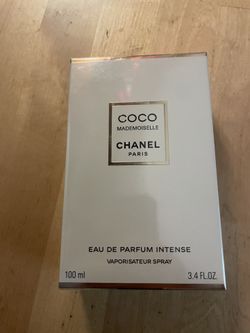 COCO
MADEMOISELLE
CHANEL
PARIS
EAU DE PARFUM INTENSE
VAPORISATEUR SPRAY
100 ml
3.4 FL.OZ.